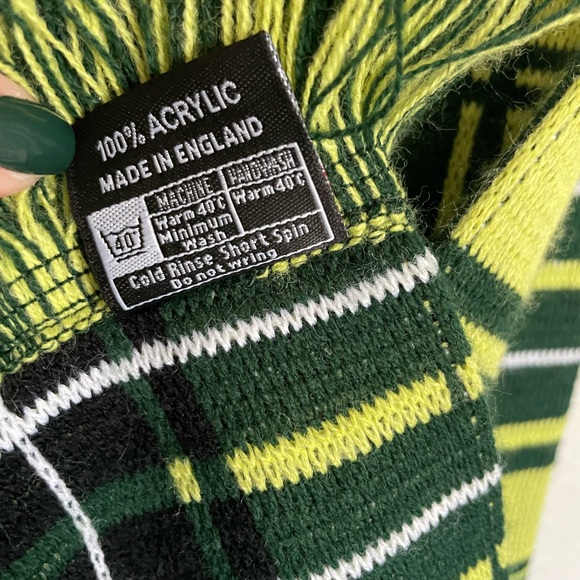 100% ACRYLIC
MADE IN ENGLAND
MACHINE HANDWASH
40 Warm 40°C Warm 40°C
Minimum
Wash
Cold Rinse Short Spin
Do not wring